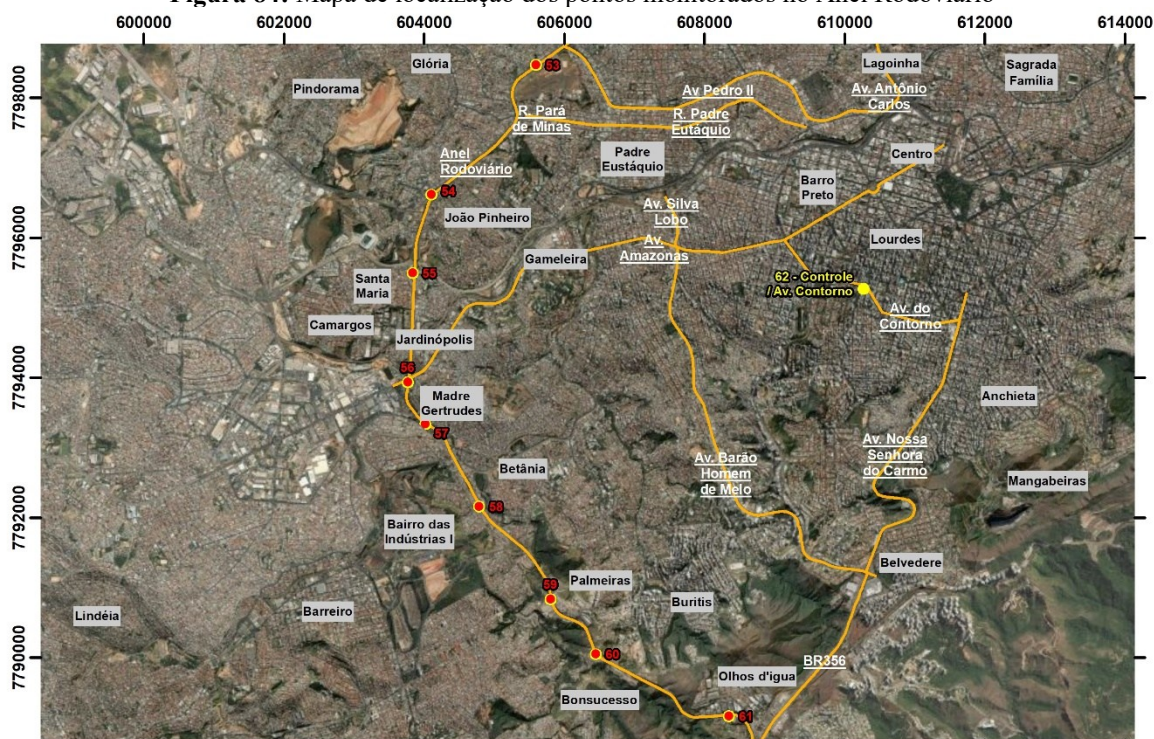 Figura 64. Mapa de localização dos pontos monitorados no Anel Rodoviário
600000
602000
604000
606000
608000
610000
612000
614000
7798000
7796000
7794000
7792000
7790000
Glória
53
Lagoinha
Sagrada
Família
Pindorama
Av Pedro II
Av. Antônio
Carlos
R. Pará
de Minas
R. Padre
Eutáquio
Anel
Rodoviário
Padre
Eustáquio
Centro
Barro
Preto
54
João Pinheiro
Av. Silva
Lobo
Av.
Amazonas
Lourdes
Gameleira
55
Santa
Maria
62 - Controle
/ Av. Contorno
Av. do
Contorno
Camargos
Jardinópolis
56
Madre
Gertrudes
57
Anchieta
Betânia
Av. Barão
Homem
de Melo
Av. Nossa
Senhora
do Carmo
Mangabeiras
58
Bairro das
Indústrias I
Belvedere
59
Palmeiras
Buritis
Lindéia
Barreiro
60
BR356
Olhos d'igua
Bonsucesso
61